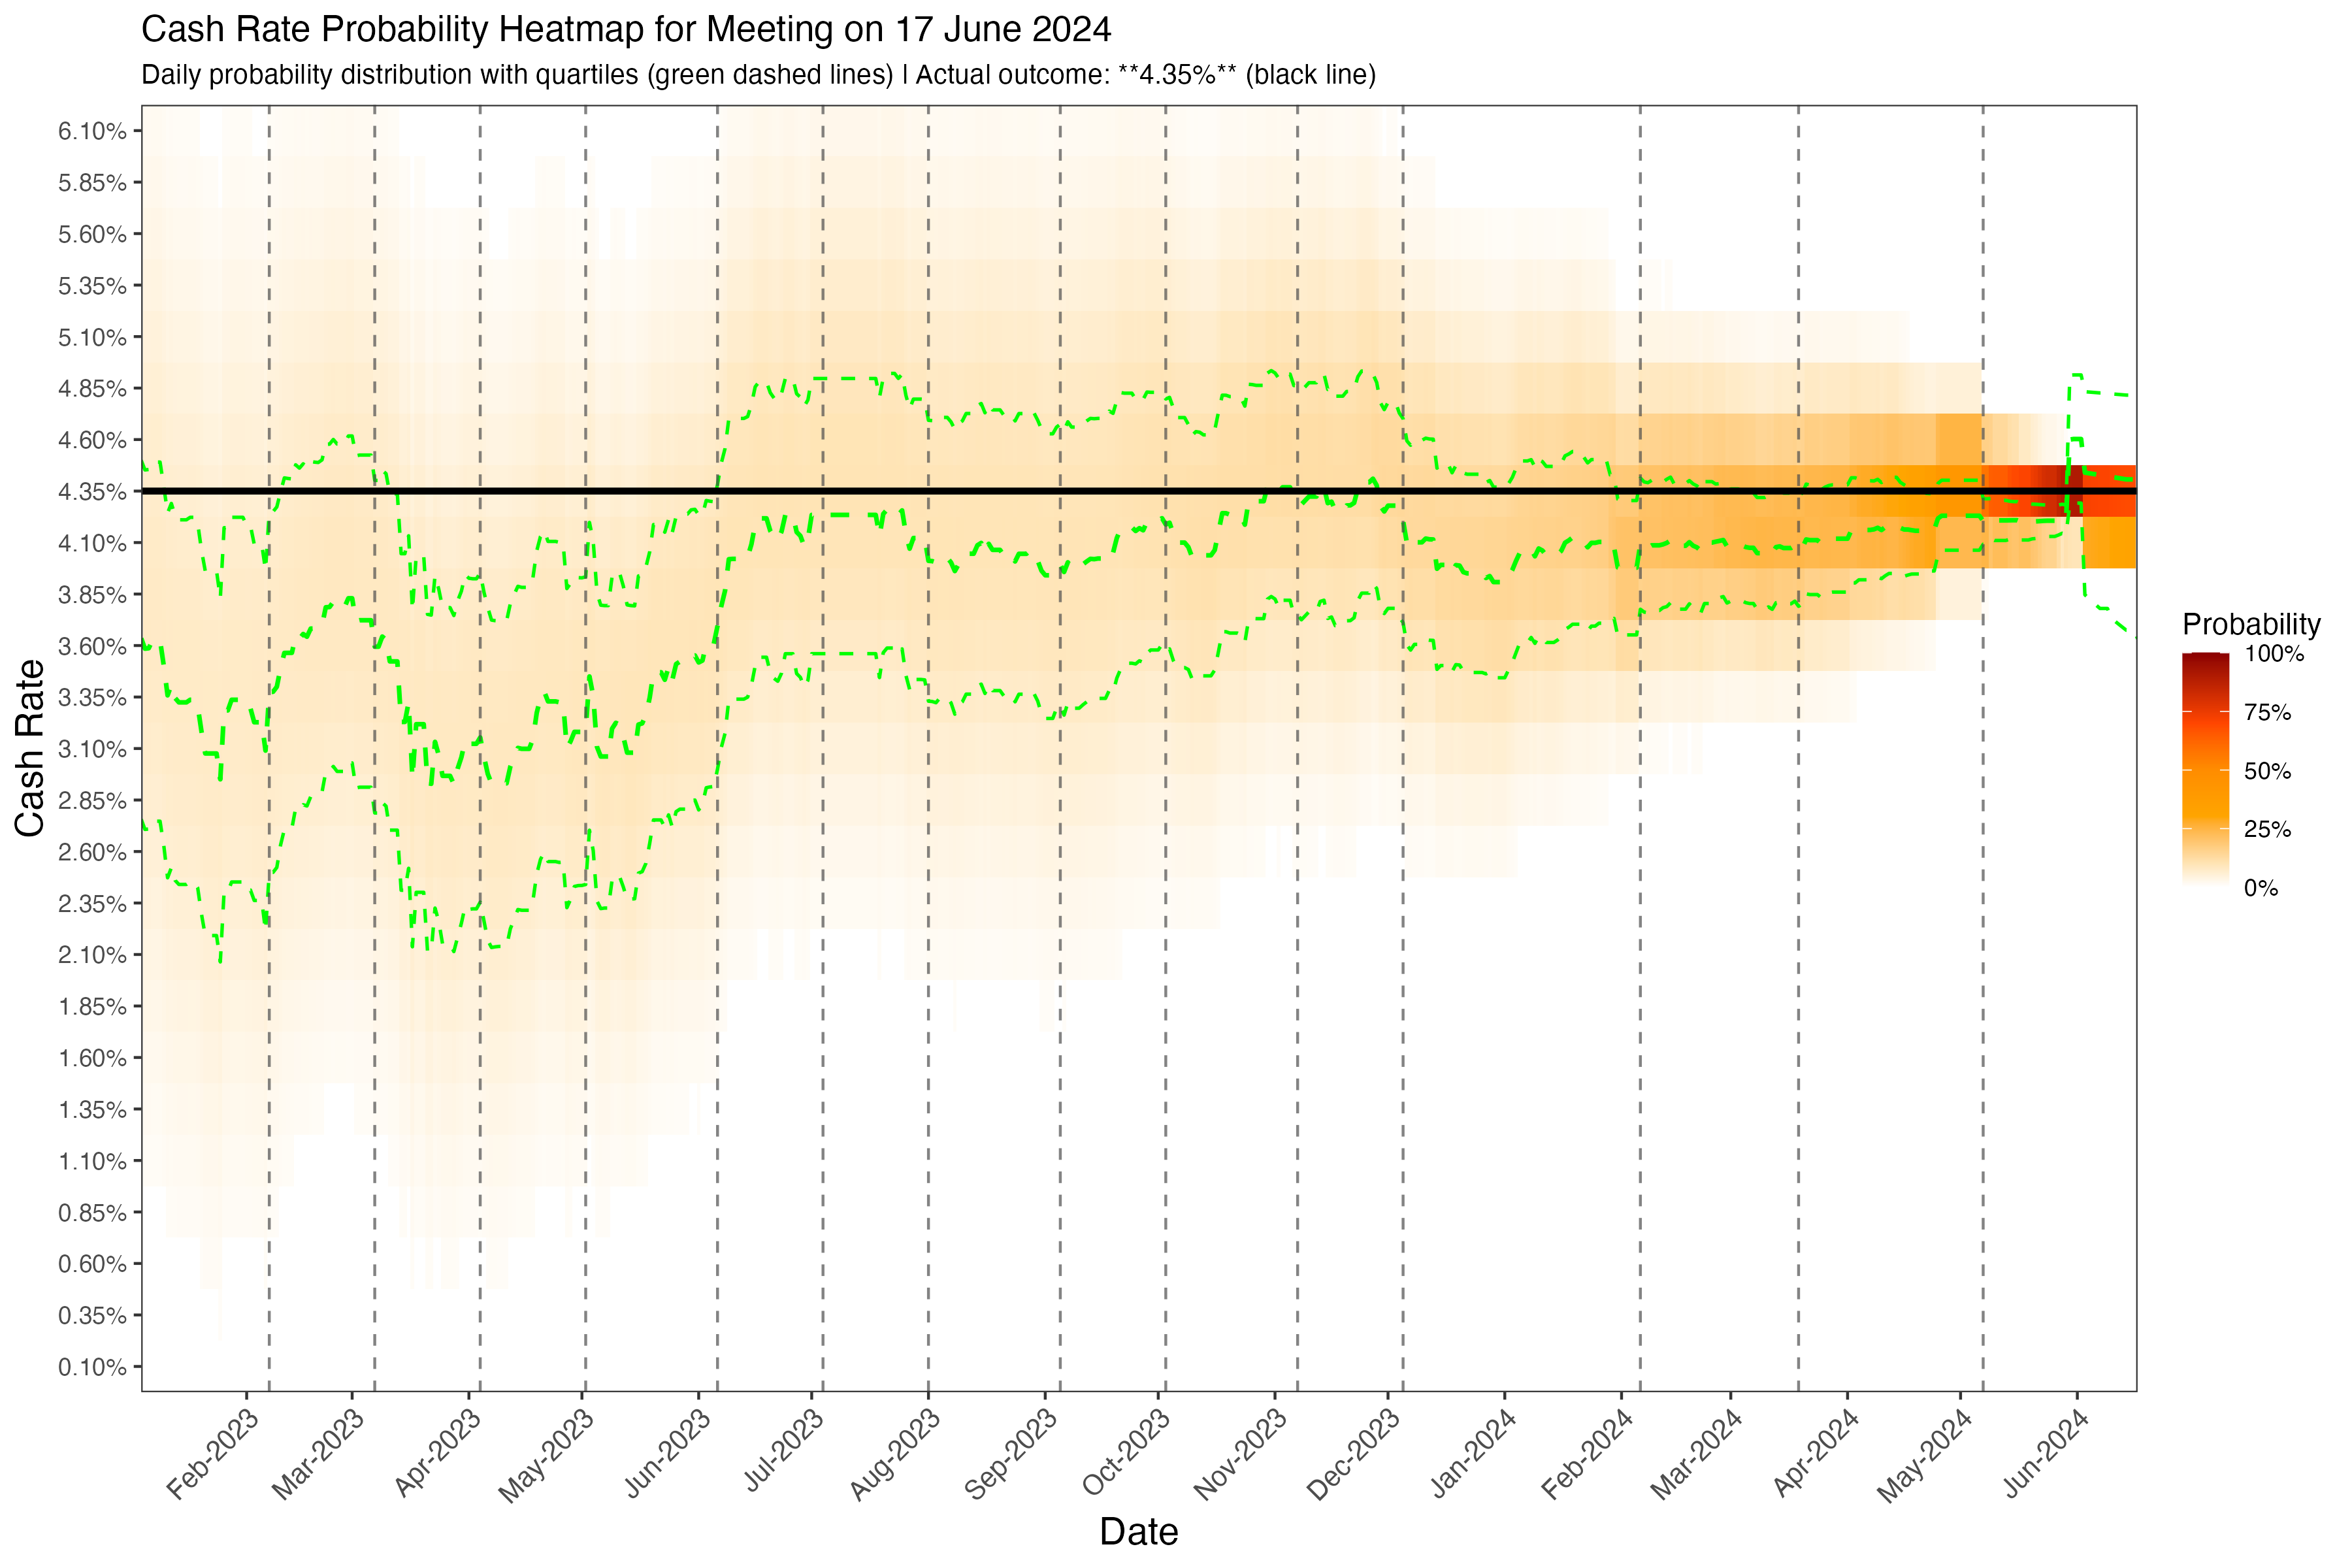 Cash Rate Probability Heatmap for Meeting on 17 June 2024
Daily probability distribution with quartiles (green dashed lines) | Actual outcome: **4.35%** (black line)
6.10%
5.85%
5.60%
5.35%
5.10%
4.85%
4.60%
4.35%
4.10%
3.85%
3.60%
3.35%
3.10%
2.85%
2.60%
2.35%
2.10%
1.85%
1.60%
1.35%
1.10%
0.85%
0.60%
0.35%
0.10%
Cash Rate
Feb-2023
Mar-2023
Apr-2023
May-2023
Jun-2023
Jul-2023
Aug-2023
Sep-2023
Oct-2023
Nov-2023
Dec-2023
Jan-2024
Feb-2024
Mar-2024
Apr-2024
May-2024
Jun-2024
Date
Probability
100%
75%
50%
25%
0%